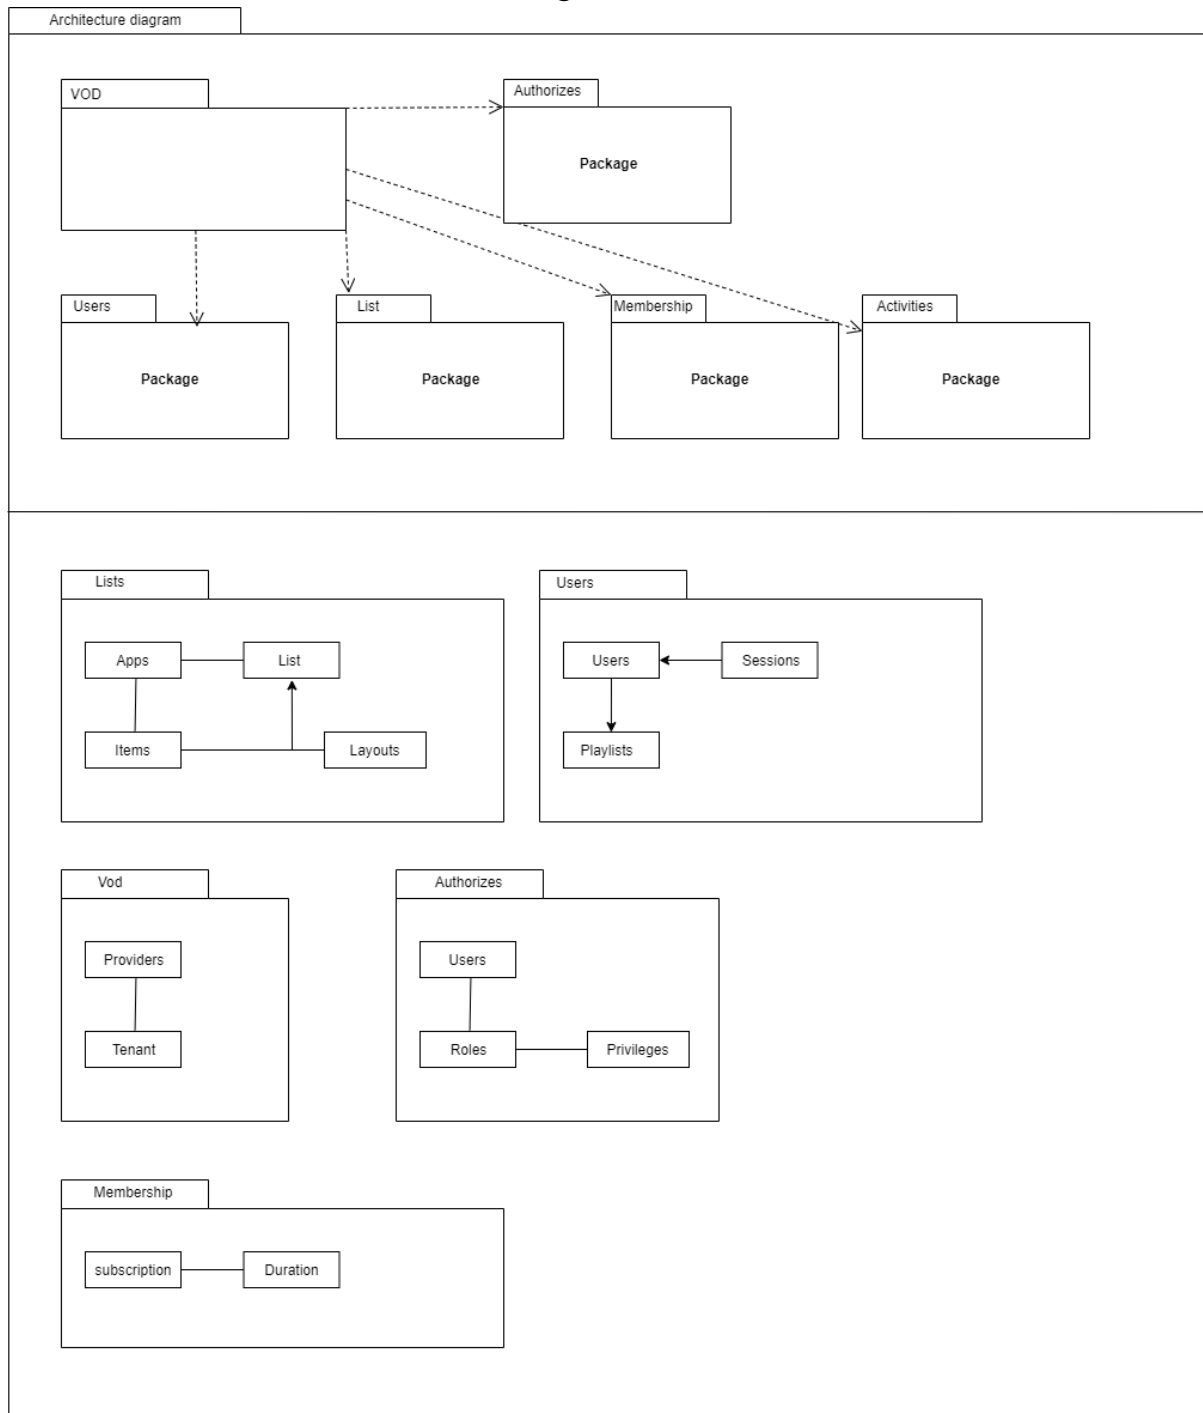 Architecture diagram
VOD
Authorizes
Package
Users
List
Membership
Activities
Package
Package
Package
Package
Lists
Users
Apps
List
Users
Sessions
Items
Layouts
Playlists
Vod
Authorizes
Providers
Users
Tenant
Roles
Privileges
Membership
subscription
Duration